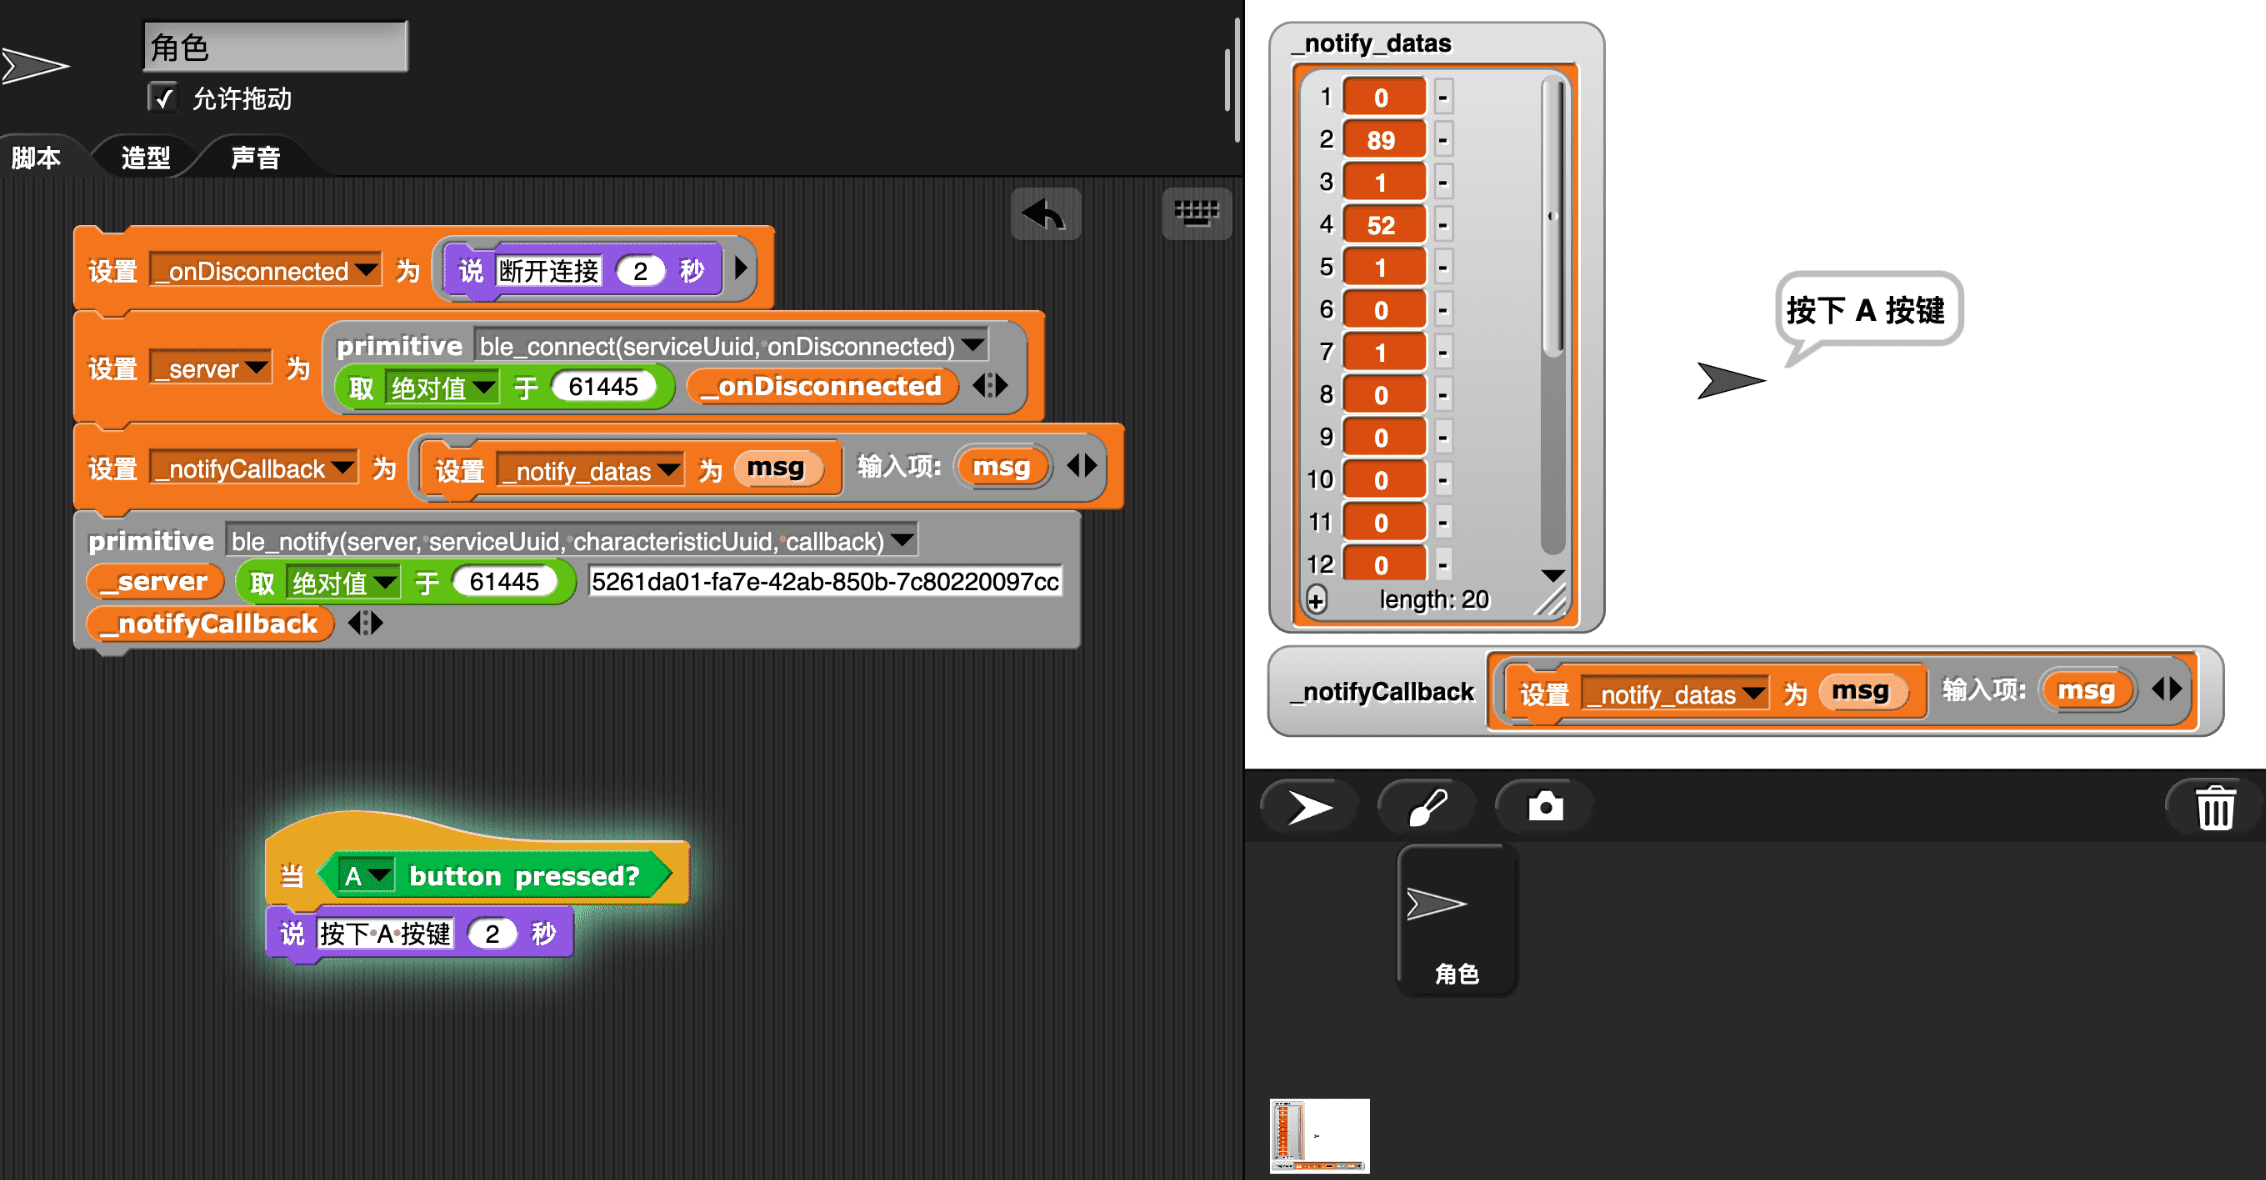 角色
允许拖动
脚本 造型 声音
设置 _onDisconnected 为 说 断开连接 2 秒
设置 _server 为 primitive ble_connect(serviceUuid, onDisconnected)
取 绝对值 于 61445 _onDisconnected
设置 _notifyCallback 为 设置 _notify_datas 为 msg 输入项: msg
primitive ble_notify(server, serviceUuid, characteristicUuid, callback)
_server 取 绝对值 于 61445 5261da01-fa7e-42ab-850b-7c80220097cc
_notifyCallback
当 A button pressed?
说 按下 A 按键 2 秒
_notify_datas
1 0 -
2 89 -
3 1 -
4 52 -
5 1 -
6 0 -
7 1 -
8 0 -
9 0 -
10 0 -
11 0 -
12 0 -
+ length: 20
按下 A 按键
_notifyCallback 设置 _notify_datas 为 msg 输入项: msg
角色